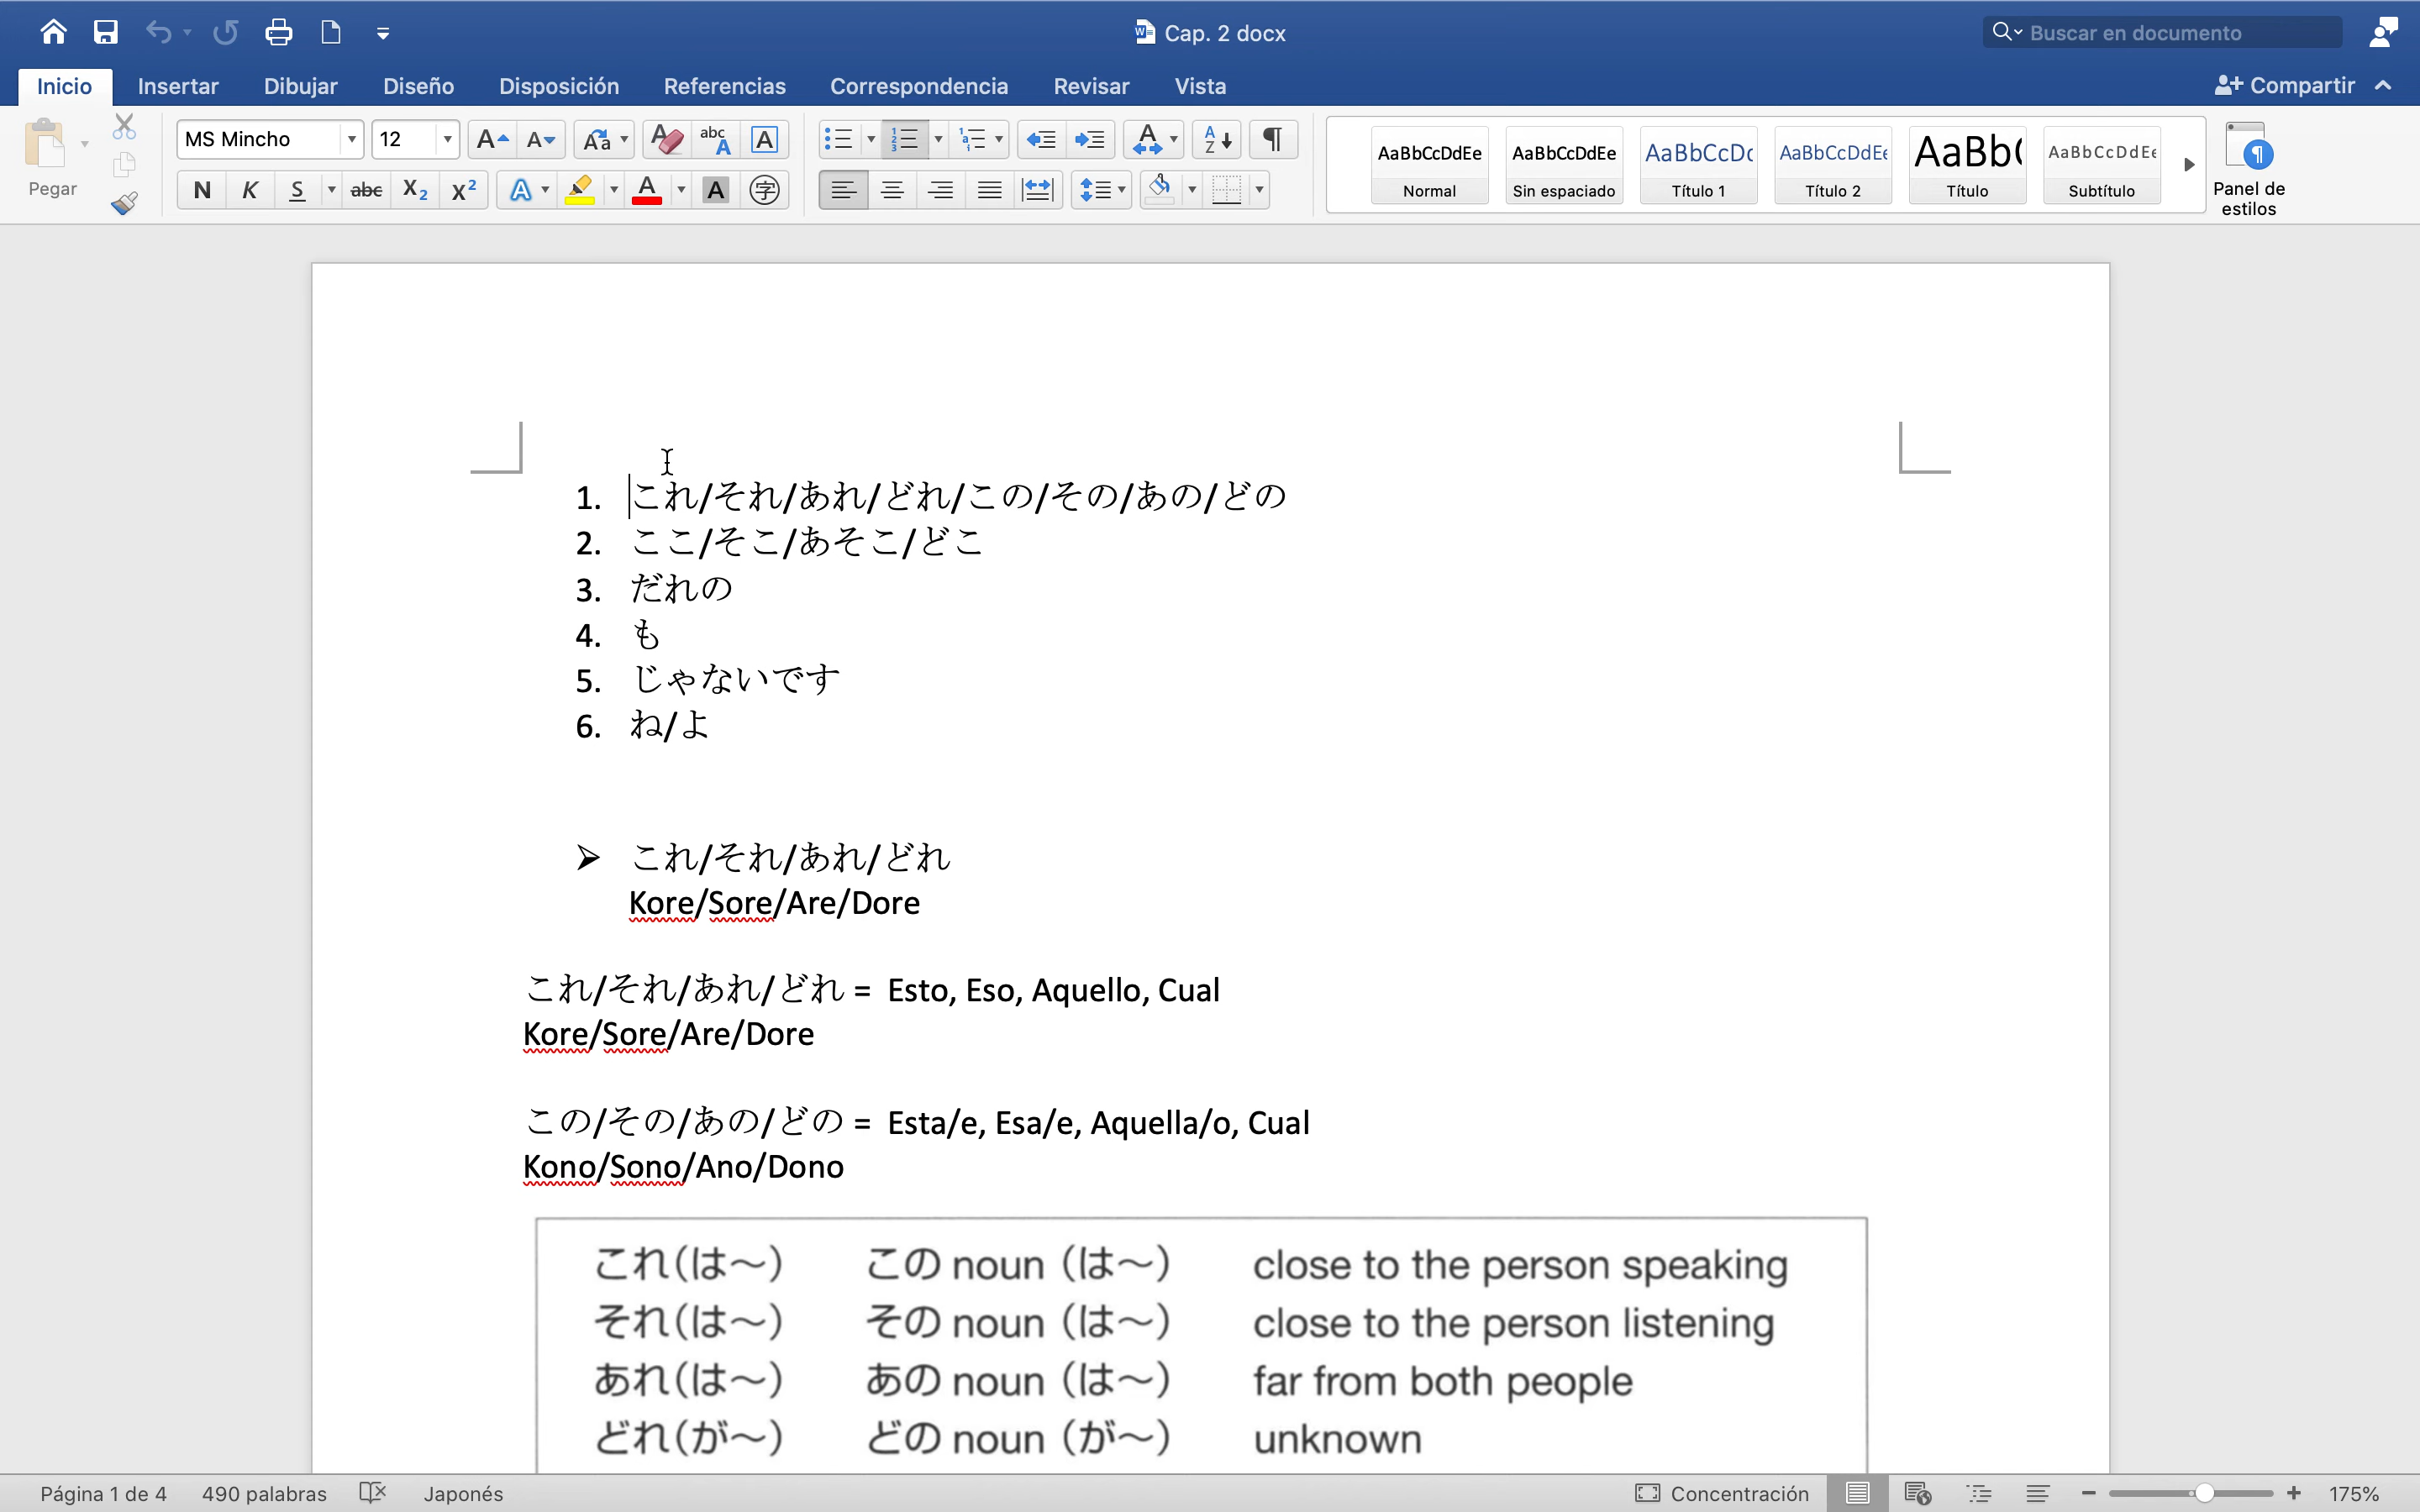 Cap. 2 docx
Buscar en documento
Inicio Insertar Dibujar Diseño Disposición Referencias Correspondencia Revisar Vista Compartir
Pegar
MS Mincho 12
N K S abc X2 X2
AaBbCcDdEe AaBbCcDdEe AaBbCcDc AaBbCcDdEe AaBb( AaBbCcDdEe
Normal Sin espaciado Título 1 Título 2 Título Subtítulo
Panel de estilos
1. これ/それ/あれ/どれ/この/その/あの/どの
2. ここ/そこ/あそこ/どこ
3. だれの
4. も
5. じゃないです
6. ね/よ
➢ これ/それ/あれ/どれ
Kore/Sore/Are/Dore
これ/それ/あれ/どれ = Esto, Eso, Aquello, Cual
Kore/Sore/Are/Dore
この/その/あの/どの = Esta/e, Esa/e, Aquella/o, Cual
Kono/Sono/Ano/Dono
これ(は～) この noun (は～) close to the person speaking
それ(は～) その noun (は～) close to the person listening
あれ(は～) あの noun (は～) far from both people
どれ(が～) どの noun (が～) unknown
Página 1 de 4 490 palabras Japonés Concentración 175%